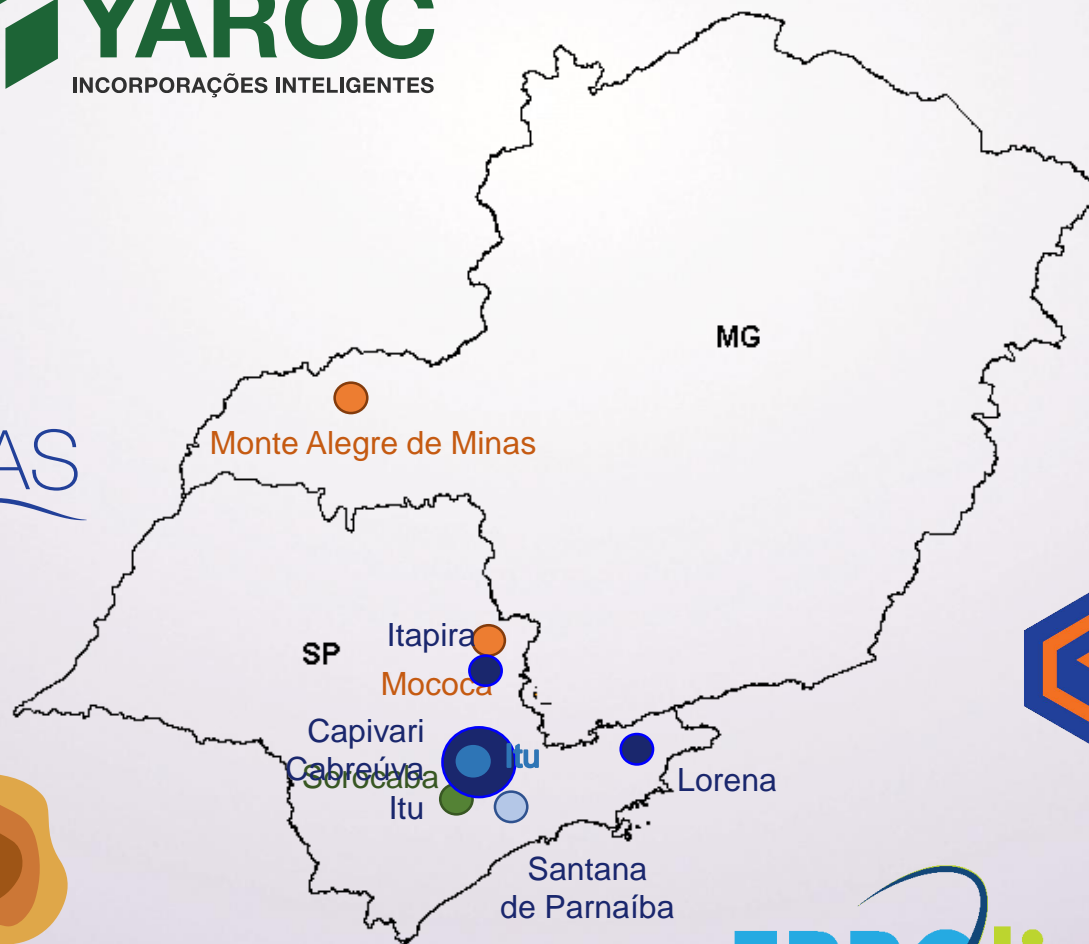 YAROC
INCORPORAÇÕES INTELIGENTES
MG
Monte Alegre de Minas
AS
Itapira
SP
Mococa
Capivari
Itu
Cabreúva
Sorocaba
Itu
Lorena
Santana
de Parnaíba